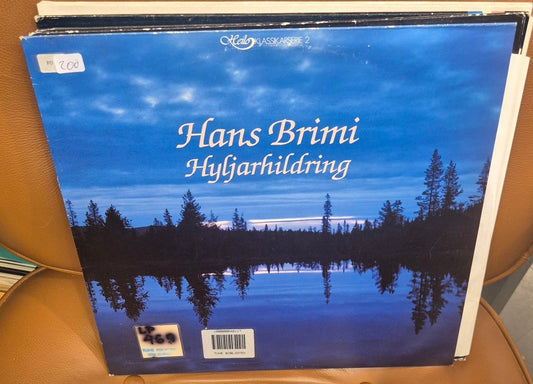 Heilo KLASSIKARSERIE 2
200
Hans Brimi
Hyljarhildring
LP
469